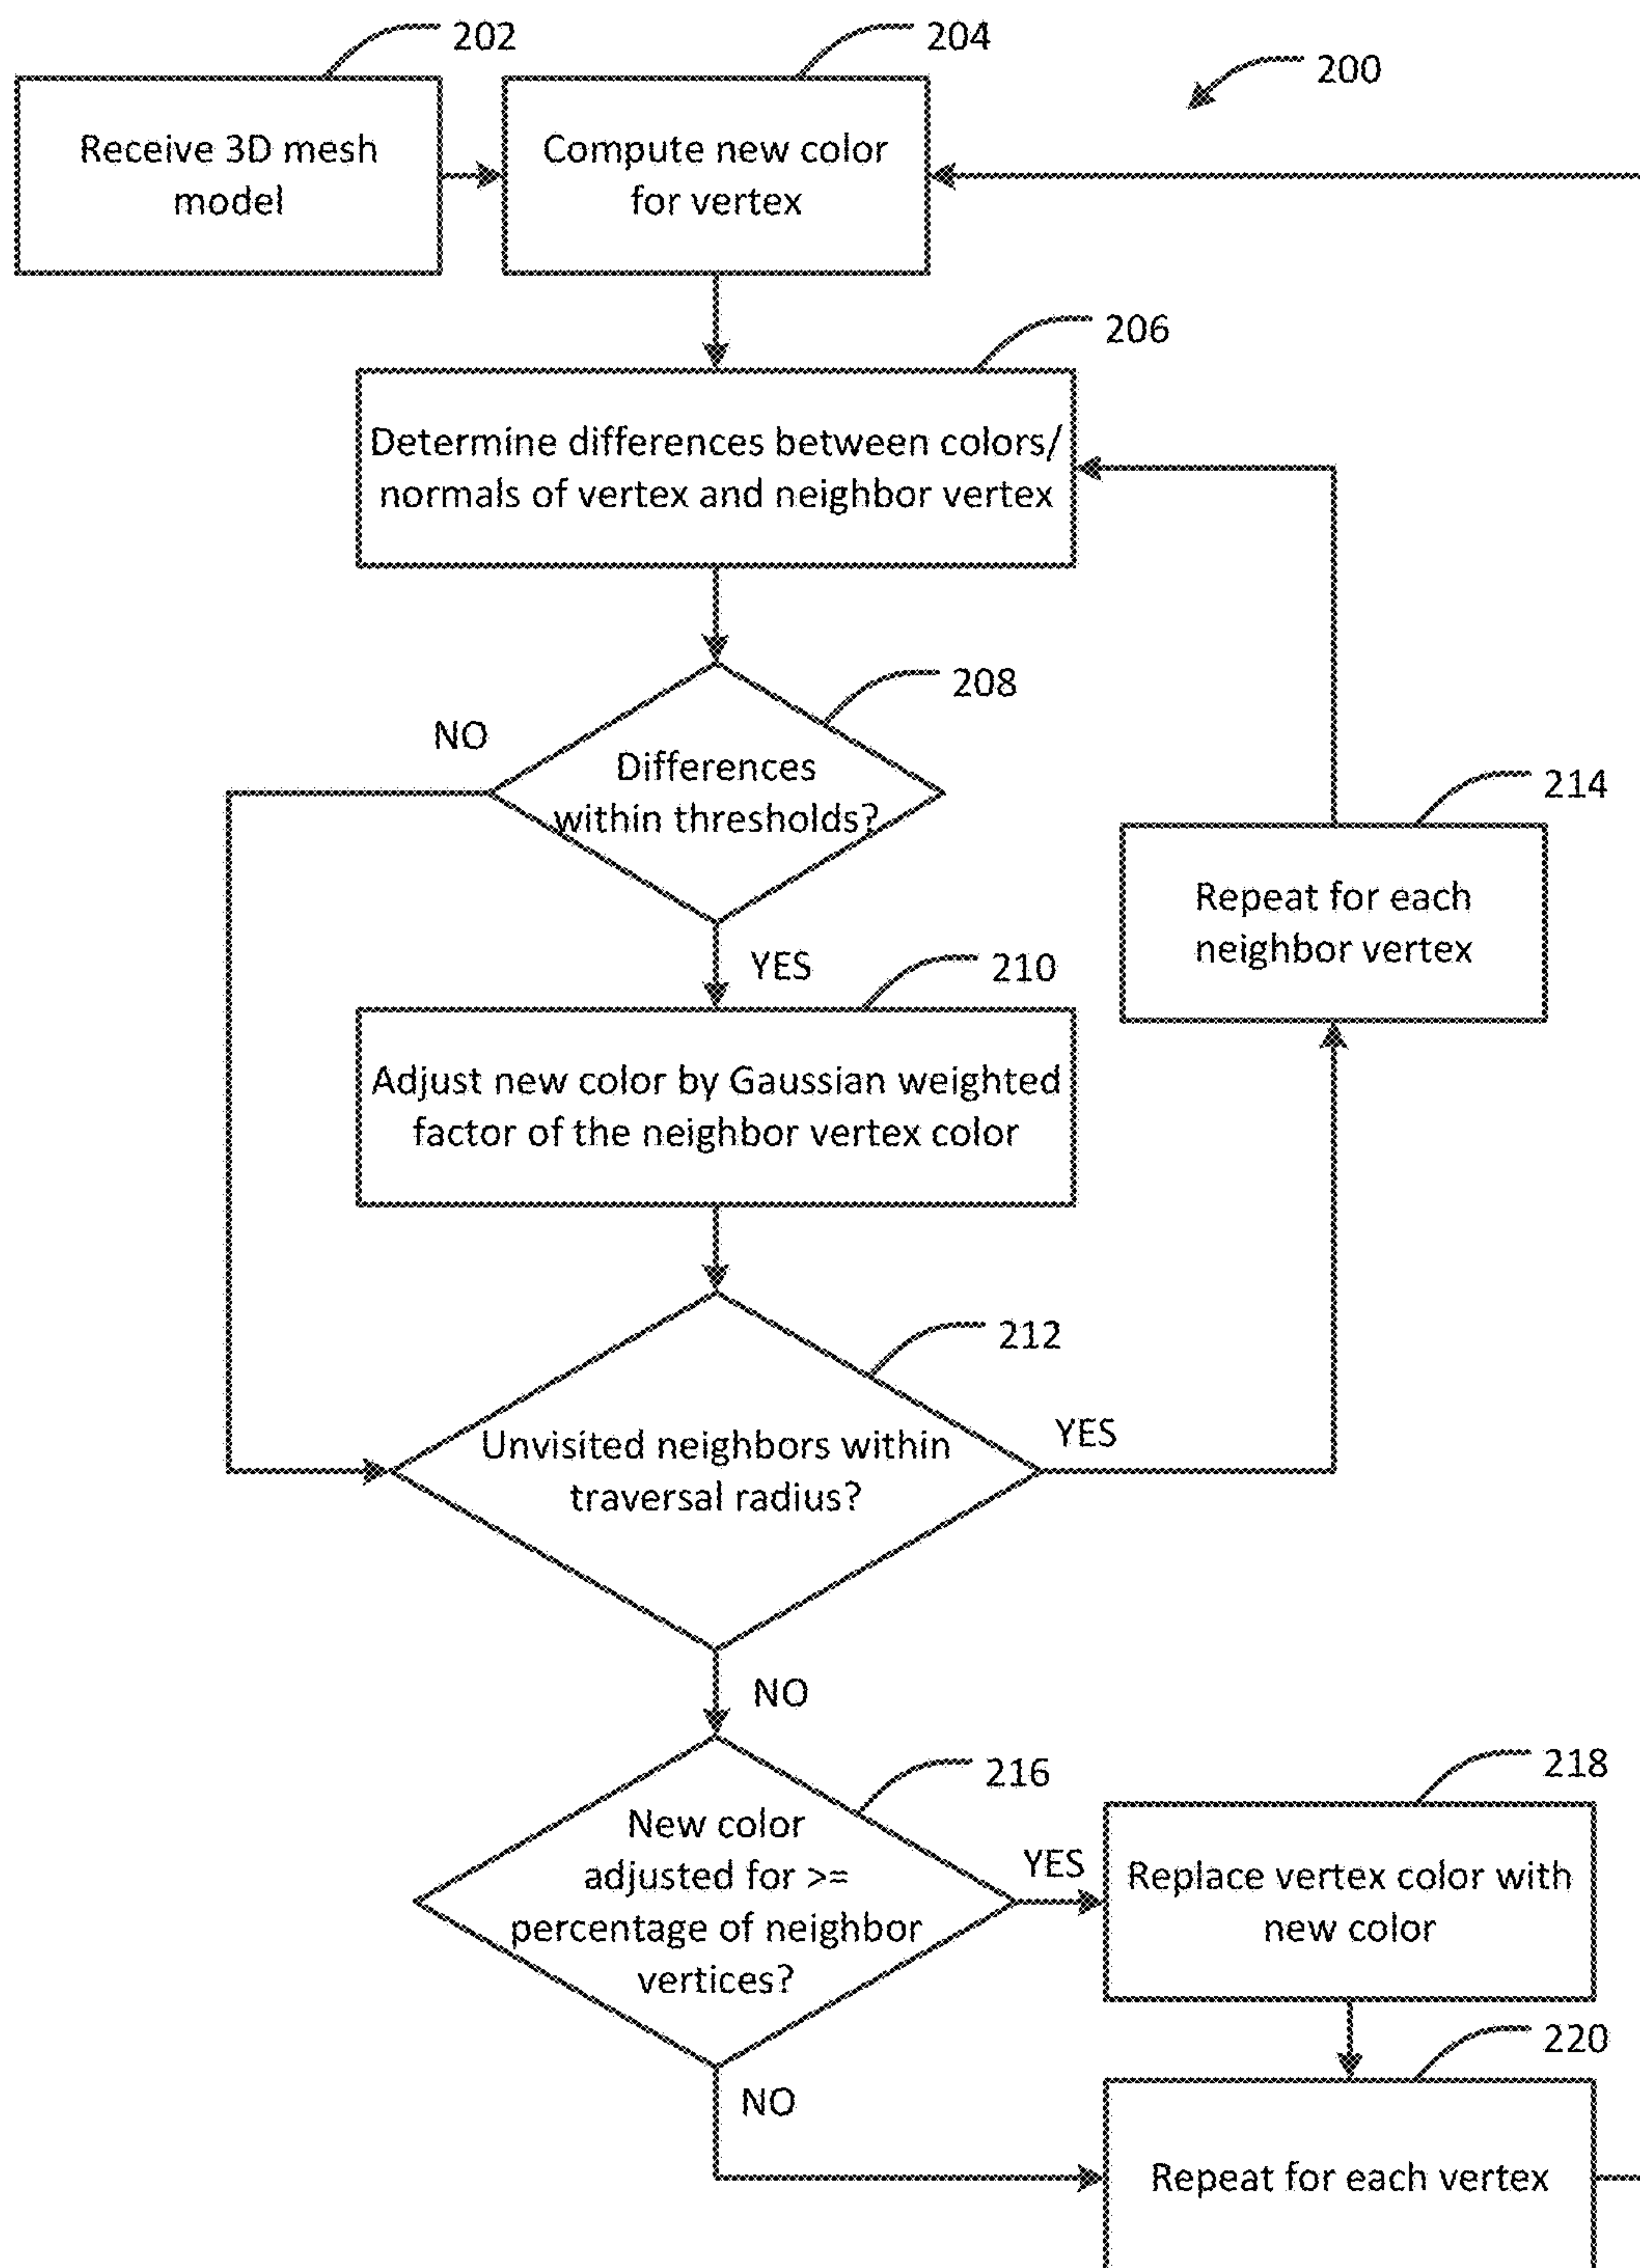 202
204
200
Receive 3D mesh
model
Compute new color
for vertex
206
Determine differences between colors/
normals of vertex and neighbor vertex
208
NO
Differences
within thresholds?
214
Repeat for each
neighbor vertex
YES
210
Adjust new color by Gaussian weighted
factor of the neighbor vertex color
212
Unvisited neighbors within
traversal radius?
YES
NO
216
New color
adjusted for >=
percentage of neighbor
vertices?
YES
218
Replace vertex color with
new color
220
NO
Repeat for each vertex